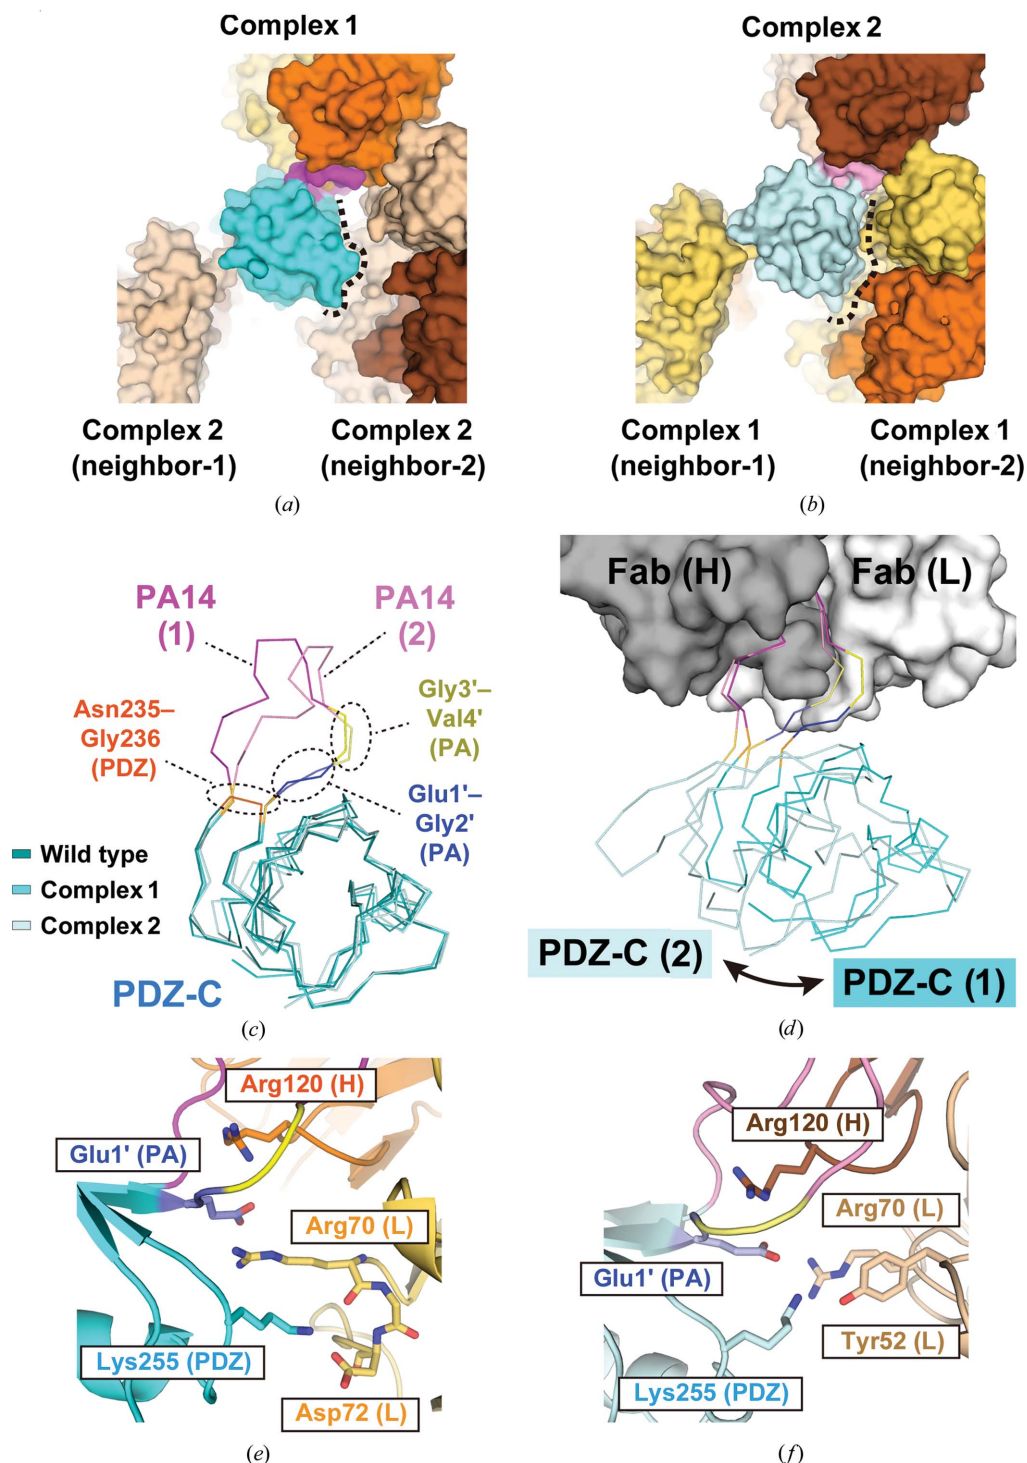 Complex 1
Complex 2
(neighbor-1)
Complex 2
(neighbor-2)
(a)
Complex 2
Complex 1
(neighbor-1)
Complex 1
(neighbor-2)
(b)
PA14
(1)
PA14
(2)
Asn235–
Gly236
(PDZ)
Gly3'–
Val4'
(PA)
Glu1'–
Gly2'
(PA)
Wild type
Complex 1
Complex 2
PDZ-C
(c)
Fab (H)
Fab (L)
PDZ-C (2)
PDZ-C (1)
(d)
Arg120 (H)
Glu1' (PA)
Arg70 (L)
Lys255 (PDZ)
Asp72 (L)
(e)
Arg120 (H)
Arg70 (L)
Glu1' (PA)
Tyr52 (L)
Lys255 (PDZ)
(f)